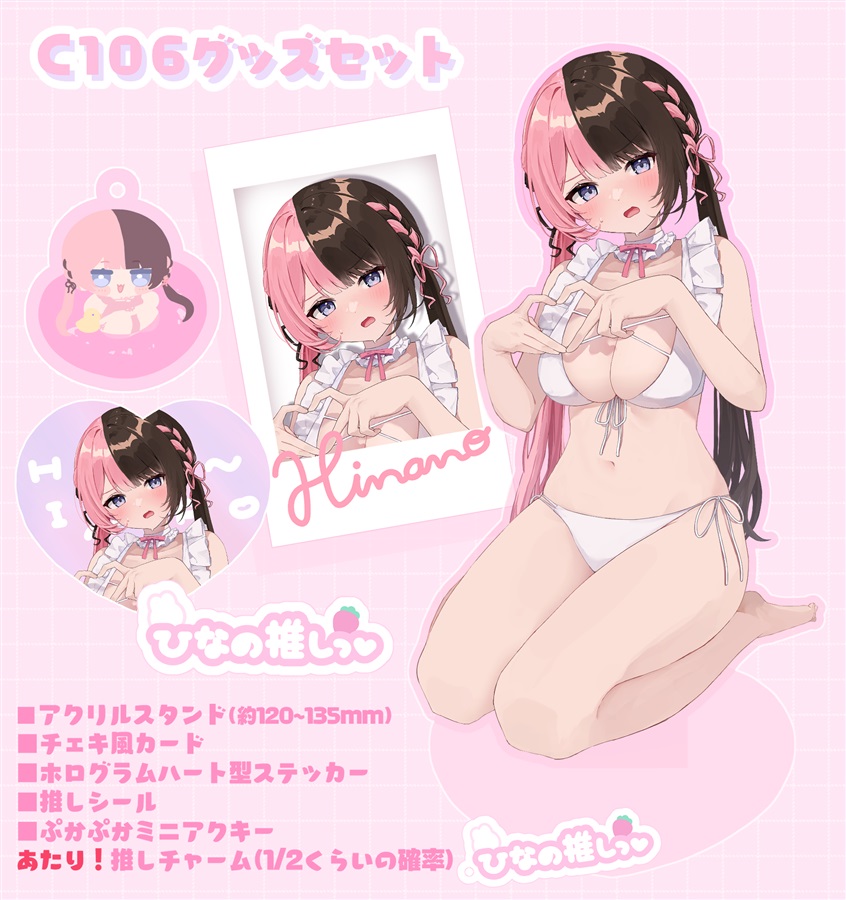 C106グッズセット
Hinano
H
I
ひなの推しっ♥
■アクリルスタンド(約120~135mm)
■チェキ風カード
■ホログラムハート型ステッカー
■推しシール
■ぷかぷかミニアクキー
あたり！推しチャーム(1/2くらいの確率)
ひなの推しっ♥